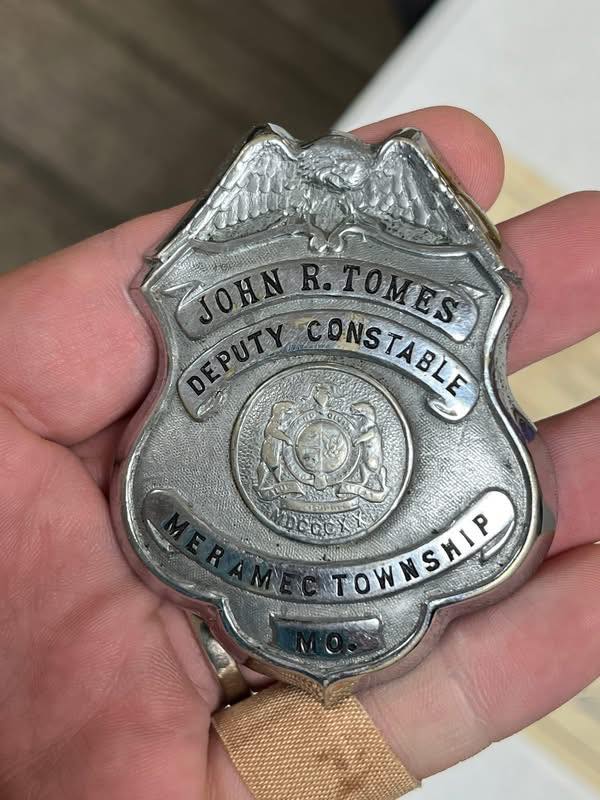 JOHN R. TOMES
DEPUTY CONSTABLE
MDCCCXX
MERAMEC TOWNSHIP
MO.